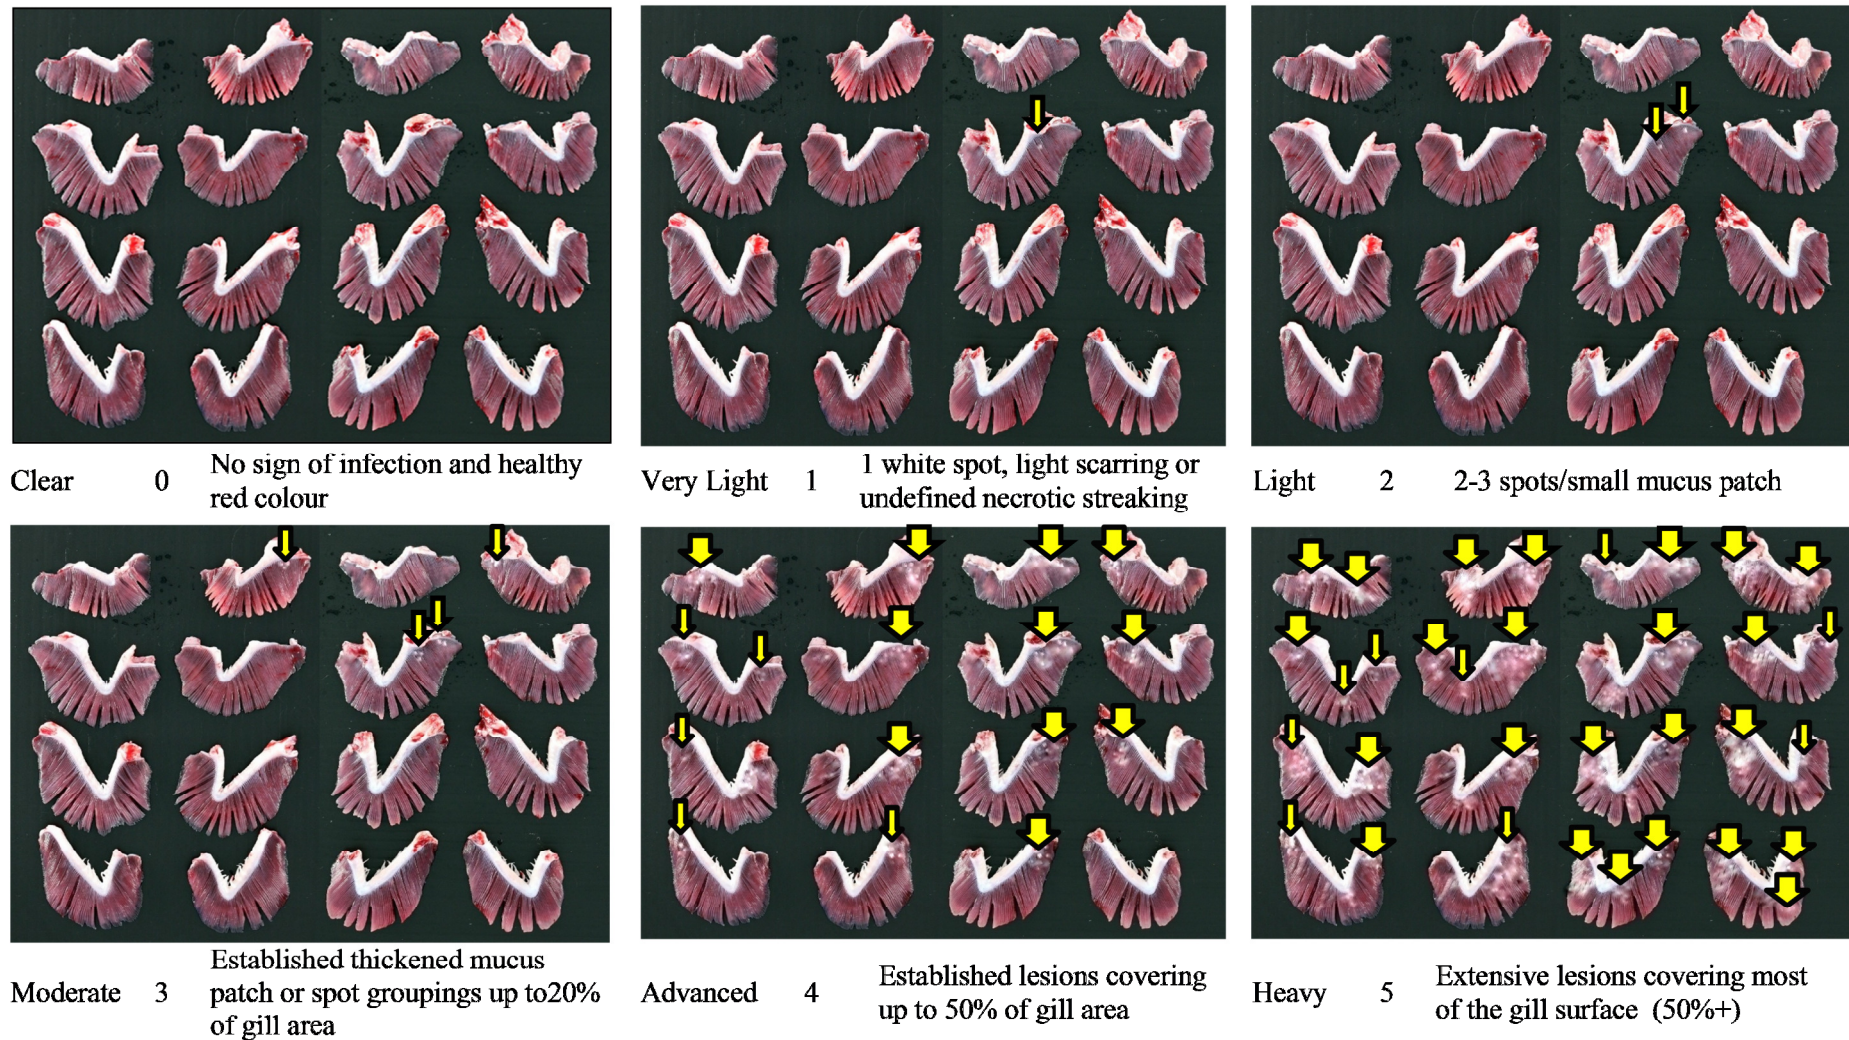 Clear 0 No sign of infection and healthy
red colour
Very Light 1 1 white spot, light scarring or
undefined necrotic streaking
Light 2 2-3 spots/small mucus patch
Moderate 3 Established thickened mucus
patch or spot groupings up to20%
of gill area
Advanced 4 Established lesions covering
up to 50% of gill area
Heavy 5 Extensive lesions covering most
of the gill surface (50%+)